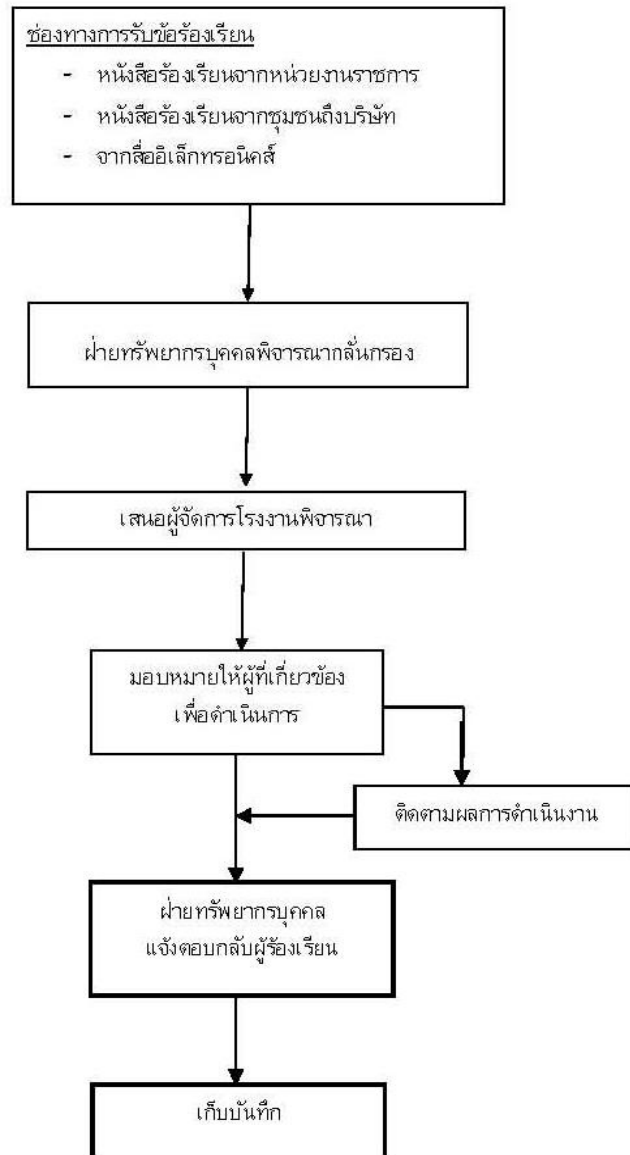 ช่องทางการรับข้อร้องเรียน
- หนังสือร้องเรียนจากหน่วยงานราชการ
- หนังสือร้องเรียนจากชุมชนถึงบริษัท
- จากสื่ออิเล็กทรอนิคส์
ฝ่ายทรัพยากรบุคคลพิจารณากลั่นกรอง
เสนอผู้จัดการโรงงานพิจารณา
มอบหมายให้ผู้ที่เกี่ยวข้อง
เพื่อดำเนินการ
ติดตามผลการดำเนินงาน
ฝ่ายทรัพยากรบุคคล
แจ้งตอบกลับผู้ร้องเรียน
เก็บบันทึก